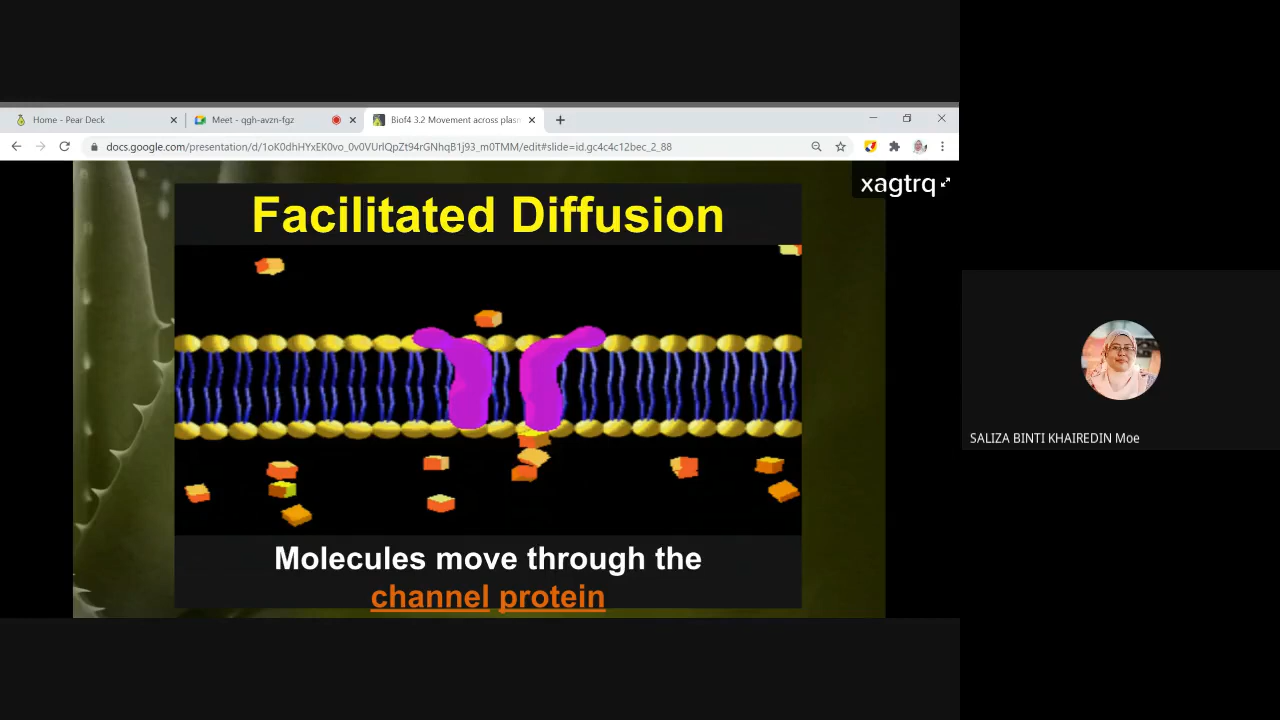 Home - Pear Deck
Meet - qgh-avzn-fgz
Biof4 3.2 Movement across plasm
docs.google.com/presentation/d/1oK0dhHYxEK0vo_0v0VUrlQpZt94rGNhqB1j93_m0TMM/edit#slide=id.gc4c4c12bec_2_88
xagtrq
Facilitated Diffusion
Molecules move through the
channel protein
SALIZA BINTI KHAIREDIN Moe